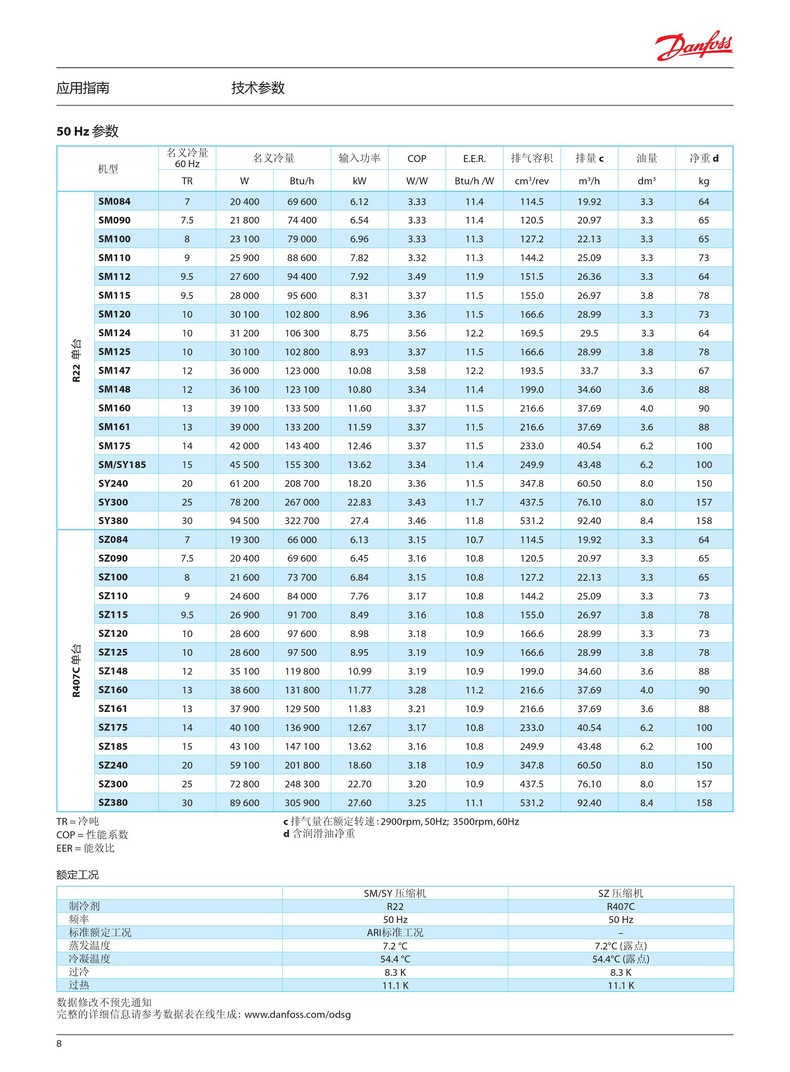 Danfoss
应用指南 技术参数
50 Hz 参数
机型 名义冷量 60 Hz 名义冷量 输入功率 COP E.E.R. 排气容积 排量 c 油量 净重 d
TR W Btu/h kW W/W Btu/h /W cm³/rev m³/h dm³ kg
R22 单台
SM084 7 20 400 69 600 6.12 3.33 11.4 114.5 19.92 3.3 64
SM090 7.5 21 800 74 400 6.54 3.33 11.4 120.5 20.97 3.3 65
SM100 8 23 100 79 000 6.96 3.33 11.3 127.2 22.13 3.3 65
SM110 9 25 900 88 600 7.82 3.32 11.3 144.2 25.09 3.3 73
SM112 9.5 27 600 94 400 7.92 3.49 11.9 151.5 26.36 3.3 64
SM115 9.5 28 000 95 600 8.31 3.37 11.5 155.0 26.97 3.8 78
SM120 10 30 100 102 800 8.96 3.36 11.5 166.6 28.99 3.3 73
SM124 10 31 200 106 300 8.75 3.56 12.2 169.5 29.5 3.3 64
SM125 10 30 100 102 800 8.93 3.37 11.5 166.6 28.99 3.8 78
SM147 12 36 000 123 000 10.08 3.58 12.2 193.5 33.7 3.3 67
SM148 12 36 100 123 100 10.80 3.34 11.4 199.0 34.60 3.6 88
SM160 13 39 100 133 500 11.60 3.37 11.5 216.6 37.69 4.0 90
SM161 13 39 000 133 200 11.59 3.37 11.5 216.6 37.69 3.6 88
SM175 14 42 000 143 400 12.46 3.37 11.5 233.0 40.54 6.2 100
SM/SY185 15 45 500 155 300 13.62 3.34 11.4 249.9 43.48 6.2 100
SY240 20 61 200 208 700 18.20 3.36 11.5 347.8 60.50 8.0 150
SY300 25 78 200 267 000 22.83 3.43 11.7 437.5 76.10 8.0 157
SY380 30 94 500 322 700 27.4 3.46 11.8 531.2 92.40 8.4 158
R407C 单台
SZ084 7 19 300 66 000 6.13 3.15 10.7 114.5 19.92 3.3 64
SZ090 7.5 20 400 69 600 6.45 3.16 10.8 120.5 20.97 3.3 65
SZ100 8 21 600 73 700 6.84 3.15 10.8 127.2 22.13 3.3 65
SZ110 9 24 600 84 000 7.76 3.17 10.8 144.2 25.09 3.3 73
SZ115 9.5 26 900 91 700 8.49 3.16 10.8 155.0 26.97 3.8 78
SZ120 10 28 600 97 600 8.98 3.18 10.9 166.6 28.99 3.3 73
SZ125 10 28 600 97 500 8.95 3.19 10.9 166.6 28.99 3.8 78
SZ148 12 35 100 119 800 10.99 3.19 10.9 199.0 34.60 3.6 88
SZ160 13 38 600 131 800 11.77 3.28 11.2 216.6 37.69 4.0 90
SZ161 13 37 900 129 500 11.83 3.21 10.9 216.6 37.69 3.6 88
SZ175 14 40 100 136 900 12.67 3.17 10.8 233.0 40.54 6.2 100
SZ185 15 43 100 147 100 13.62 3.16 10.8 249.9 43.48 6.2 100
SZ240 20 59 100 201 800 18.60 3.18 10.9 347.8 60.50 8.0 150
SZ300 25 72 800 248 300 22.70 3.20 10.9 437.5 76.10 8.0 157
SZ380 30 89 600 305 900 27.60 3.25 11.1 531.2 92.40 8.4 158
TR = 冷吨 c 排气量在额定转速: 2900rpm, 50Hz; 3500rpm, 60Hz
COP = 性能系数 d 含润滑油净重
EER = 能效比
额定工况
SM/SY 压缩机 SZ 压缩机
制冷剂 R22 R407C
频率 50 Hz 50 Hz
标准额定工况 ARI标准工况 –
蒸发温度 7.2 °C 7.2°C (露点)
冷凝温度 54.4 °C 54.4°C (露点)
过冷 8.3 K 8.3 K
过热 11.1 K 11.1 K
数据修改不预先通知
完整的详细信息请参考数据表在线生成: www.danfoss.com/odsg
8